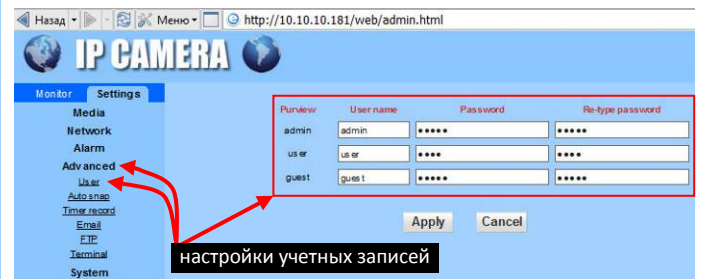 Назад Меню http://10.10.10.181/web/admin.html
IP CAMERA
Monitor Settings
Media
Network
Alarm
Advanced
User
Auto snap
Timer record
Email
FTP
Terminal
System
Purview User name Password Re-type password
admin admin ••••• •••••
user user •••• ••••
guest guest ••••• •••••
Apply Cancel
настройки учетных записей